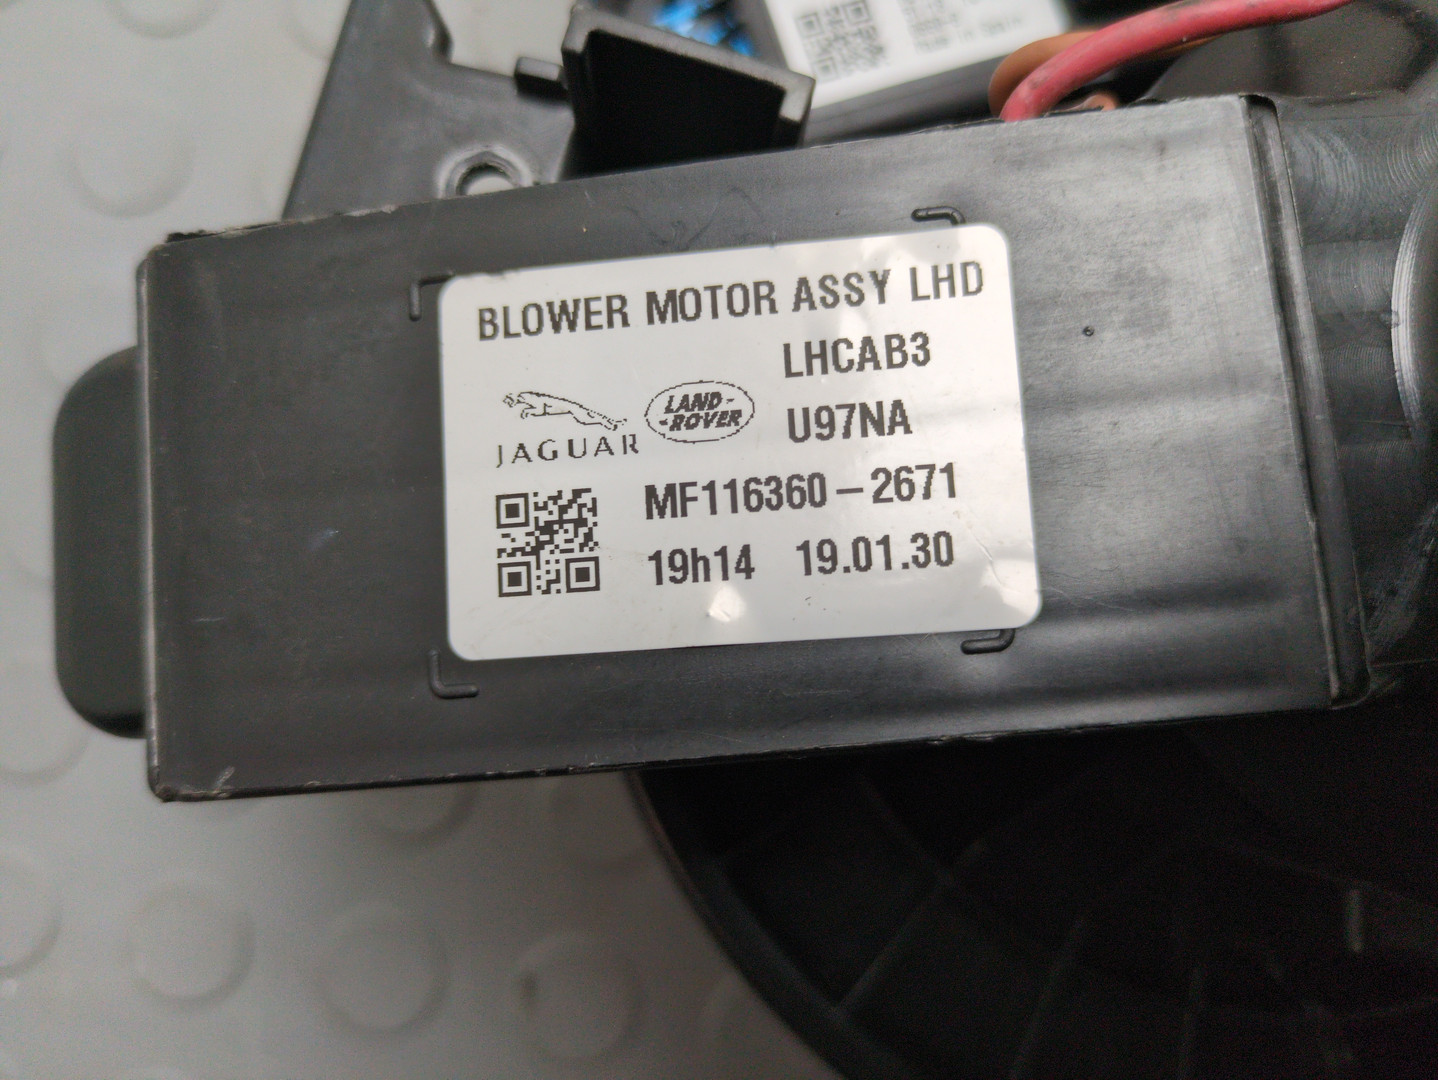 BLOWER MOTOR ASSY LHD
LHCAB3
JAGUAR
LAND-
-ROVER
U97NA
MF116360-2671
19h14 19.01.30